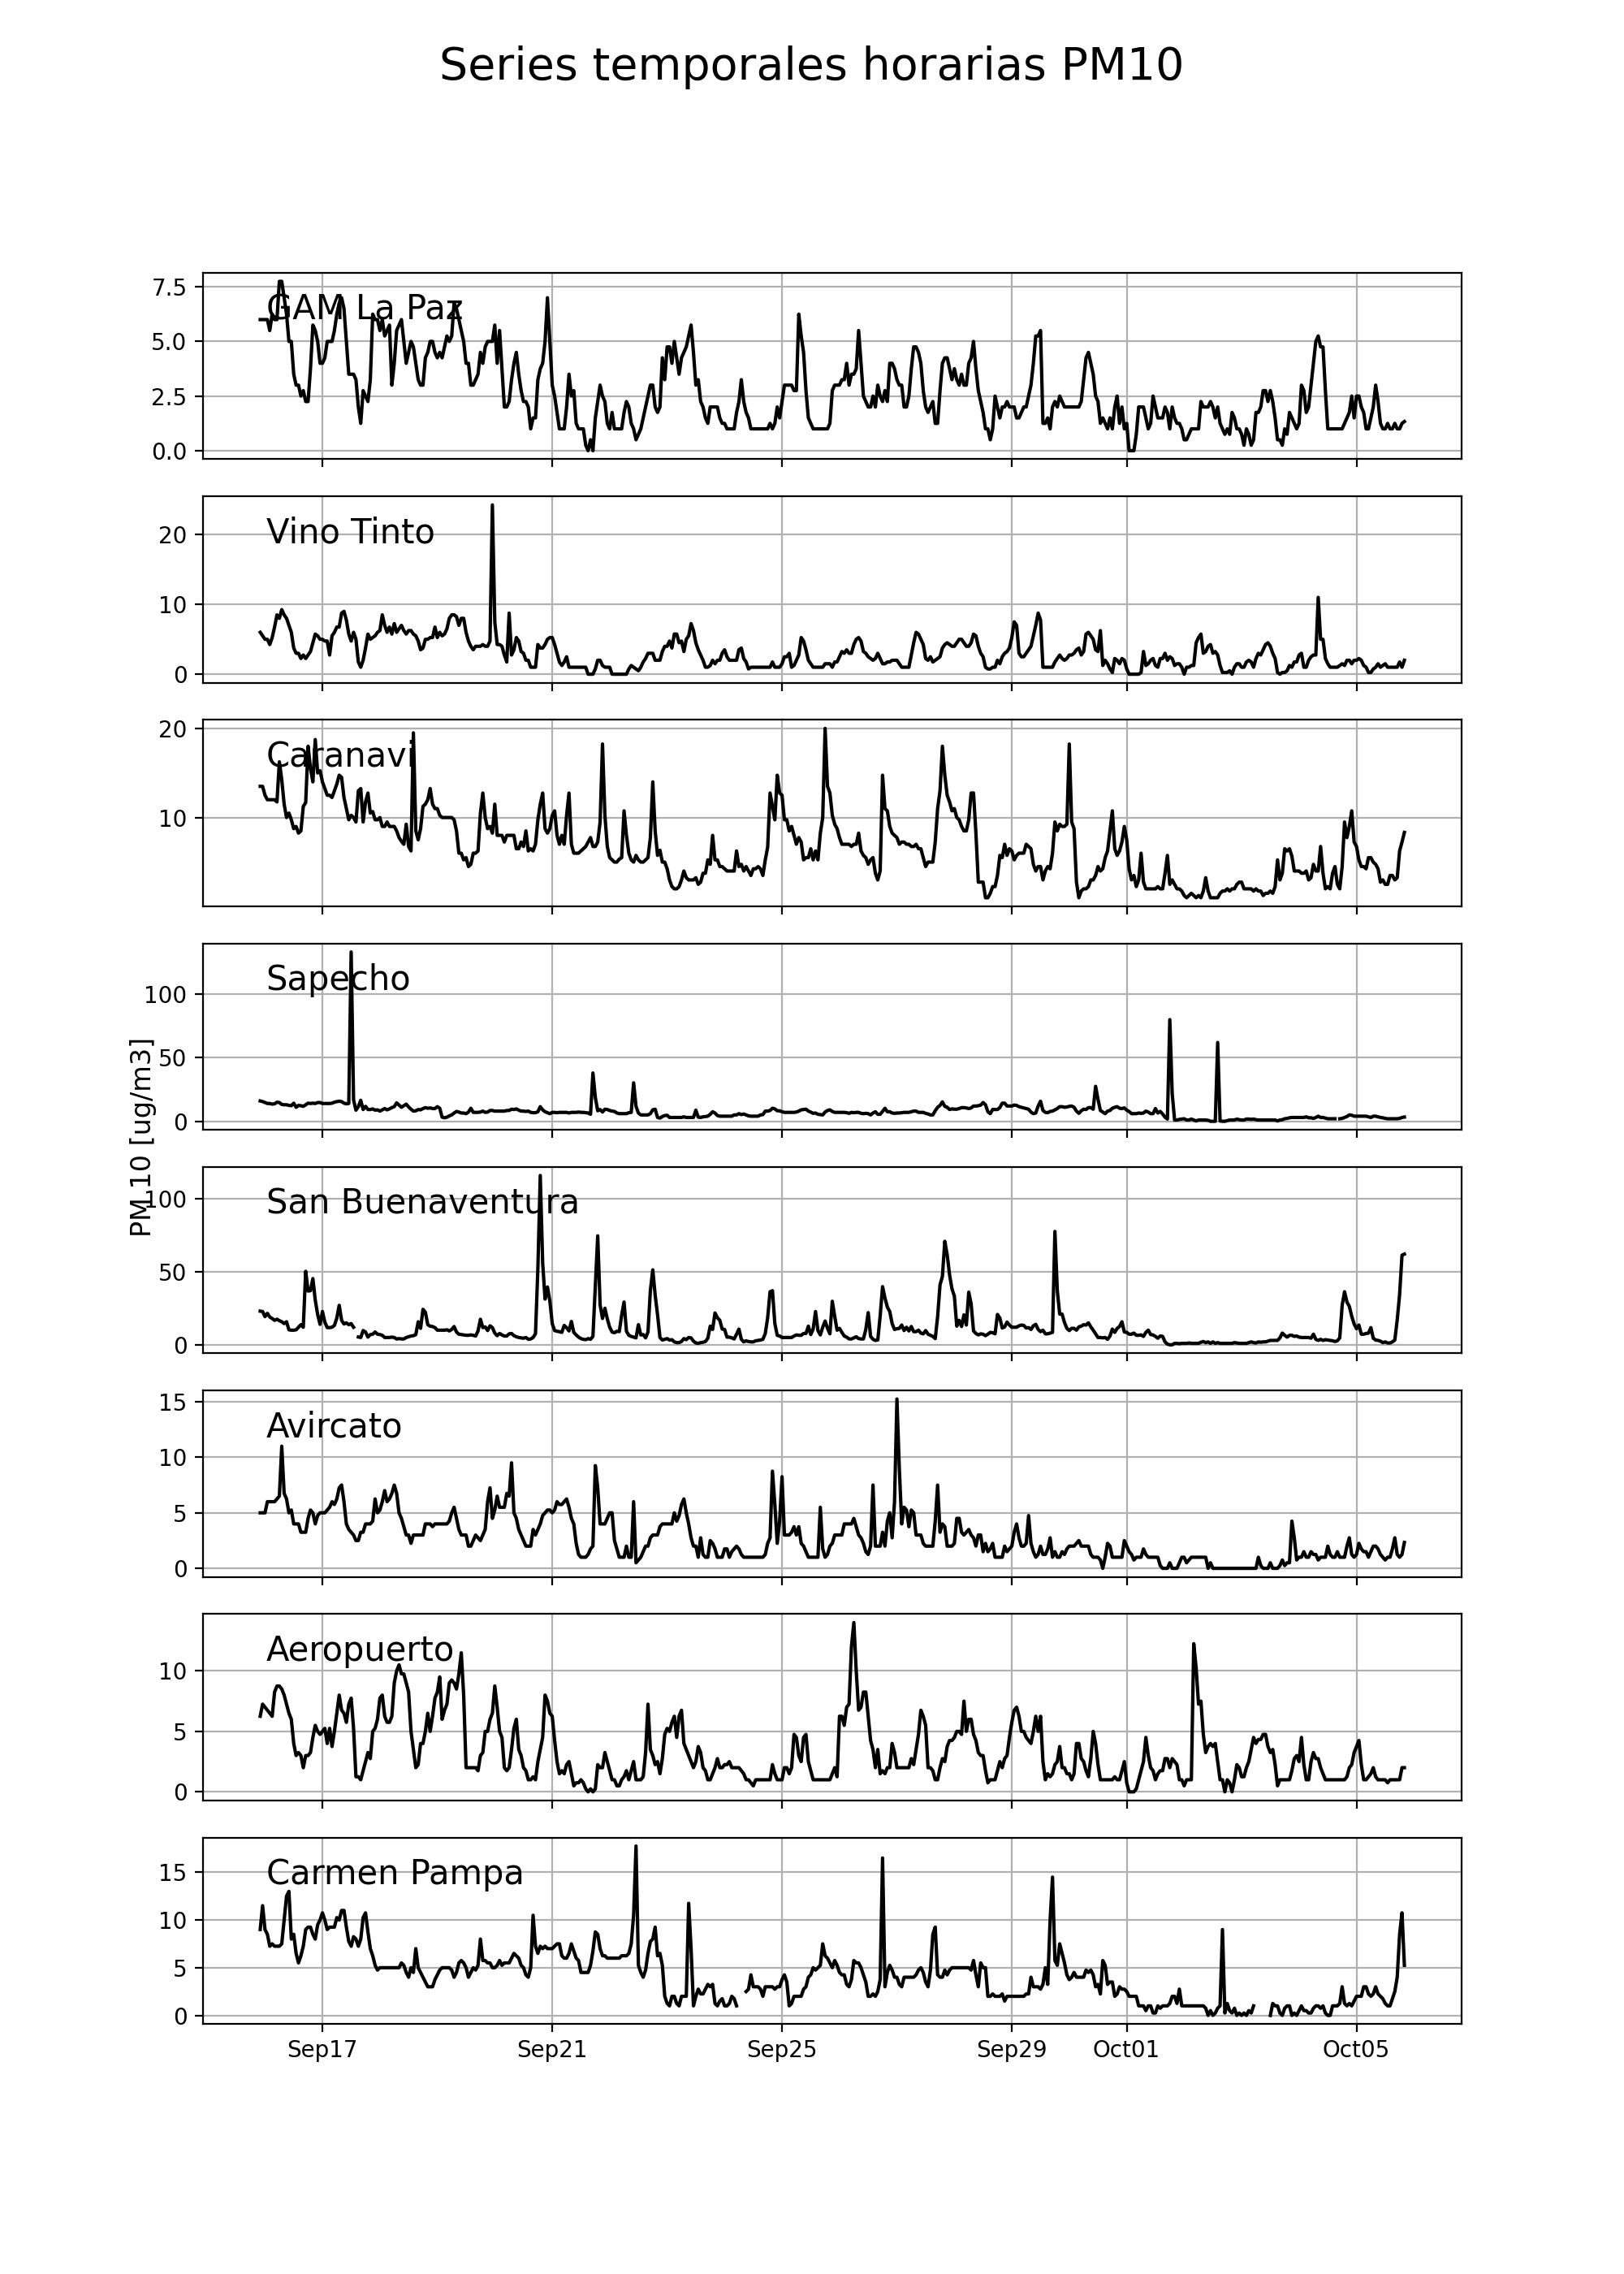 Series temporales horarias PM10
7.5
5.0
2.5
0.0
GAM La Paz
20
10
0
Vino Tinto
20
10
Caranavi
100
50
0
Sapecho
PM 10 [ug/m3]
100
50
0
San Buenaventura
15
10
5
0
Avircato
10
5
0
Aeropuerto
15
10
5
0
Carmen Pampa
Sep17 Sep21 Sep25 Sep29 Oct01 Oct05